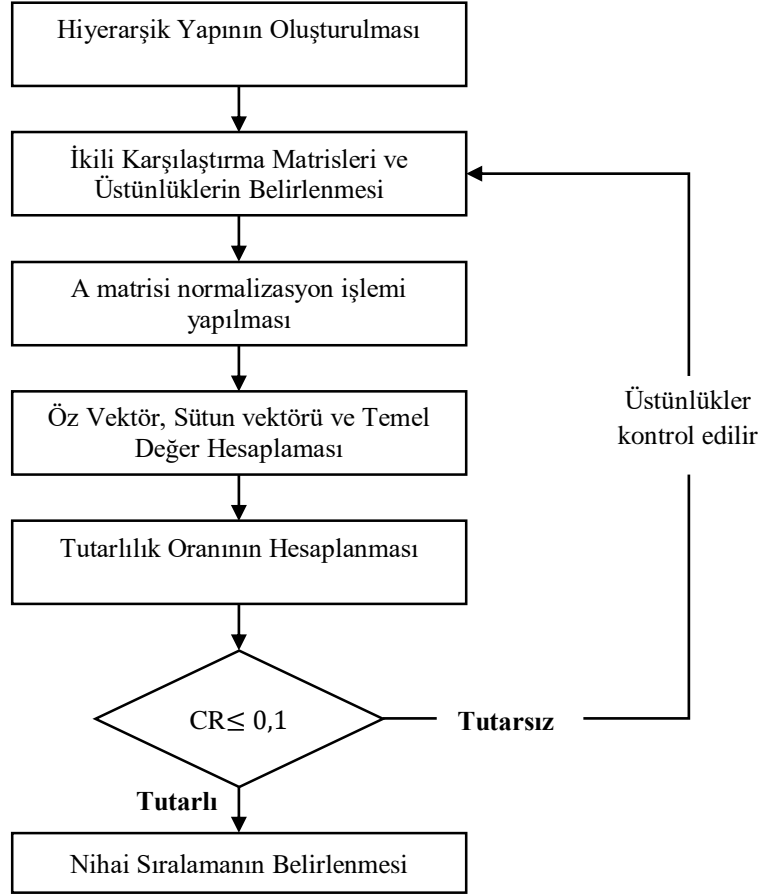 Hiyerarşik Yapının Oluşturulması
İkili Karşılaştırma Matrisleri ve
Üstünlüklerin Belirlenmesi
A matrisi normalizasyon işlemi
yapılması
Öz Vektör, Sütun vektörü ve Temel
Değer Hesaplaması
Üstünlükler
kontrol edilir
Tutarlılık Oranının Hesaplanması
CR≤ 0,1
Tutarsız
Tutarlı
Nihai Sıralamanın Belirlenmesi